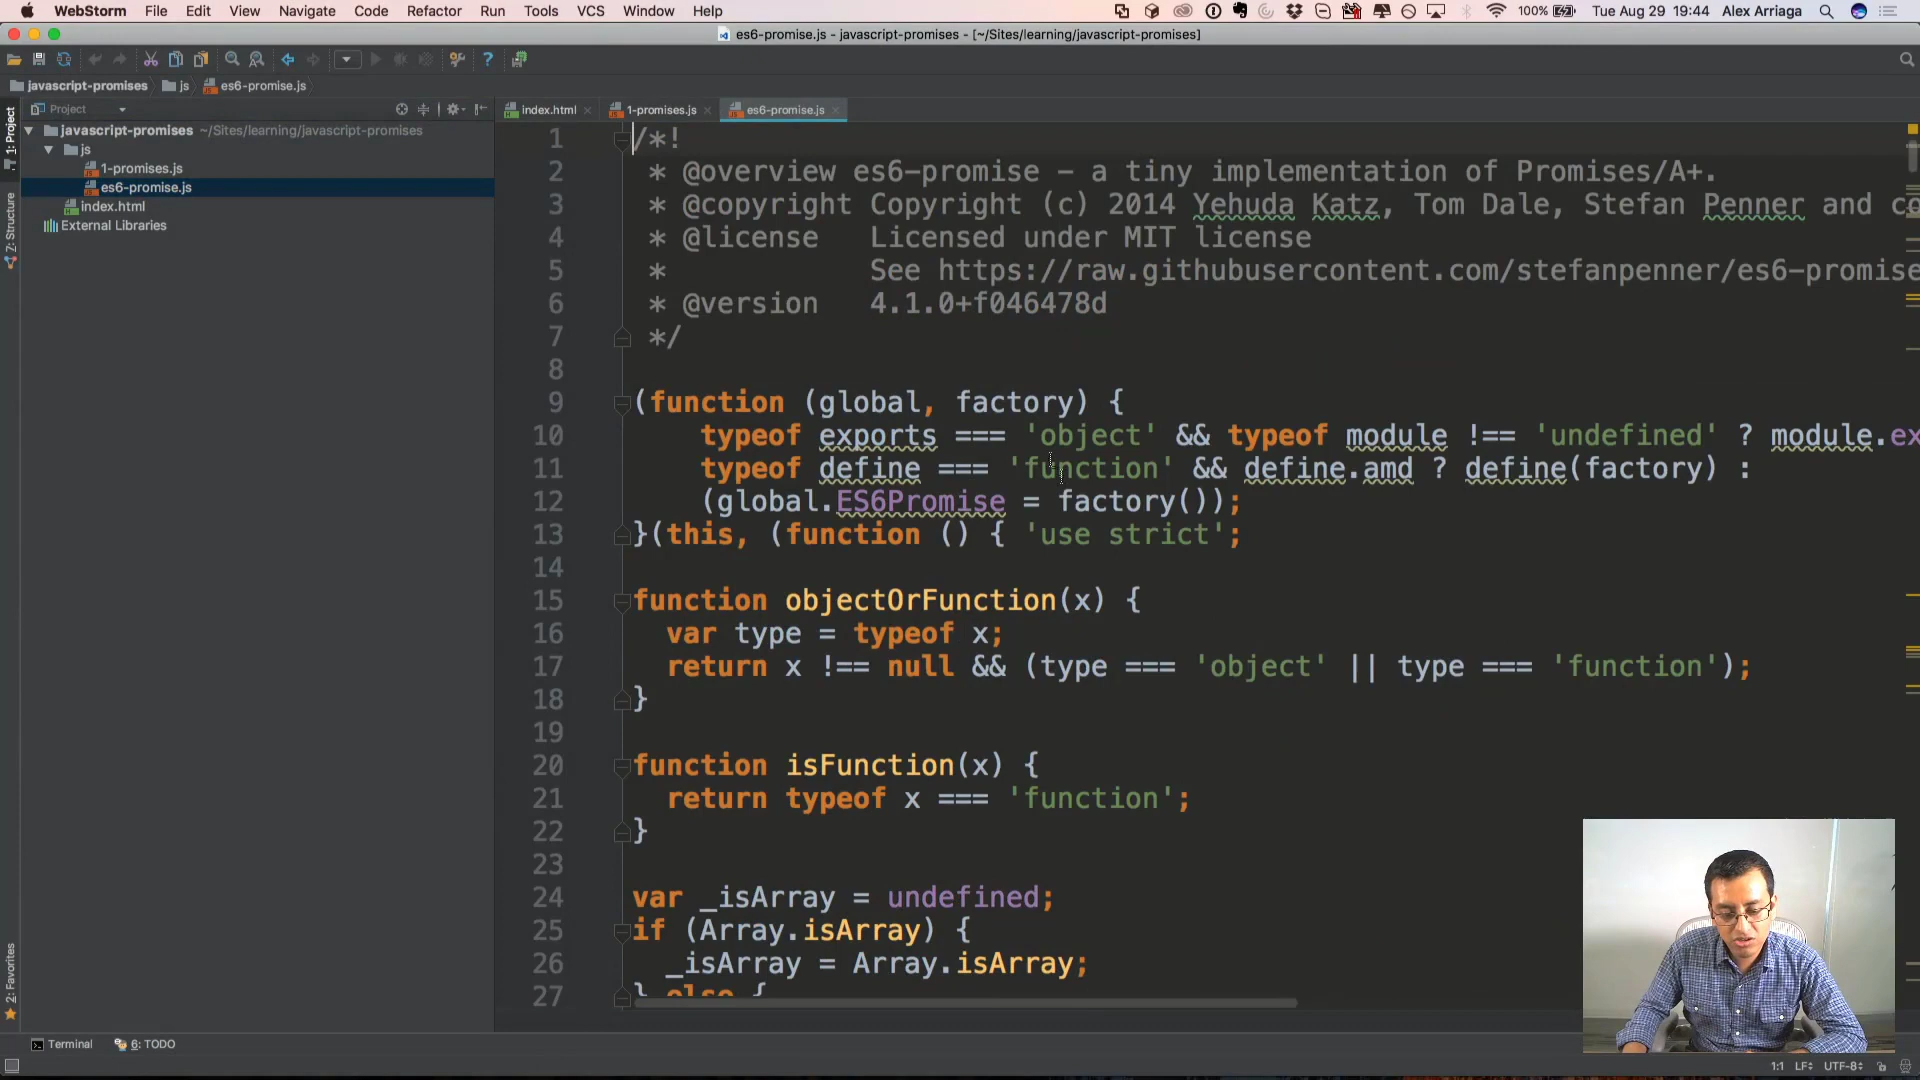 WebStorm File Edit View Navigate Code Refactor Run Tools VCS Window Help 100% Tue Aug 29 19:44 Alex Arriaga
es6-promise.js - javascript-promises - [~/Sites/learning/javascript-promises]
javascript-promises js es6-promise.js
Project
index.html 1-promises.js es6-promise.js
1: Project
7: Structure
2: Favorites
javascript-promises ~/Sites/learning/javascript-promises
js
1-promises.js
es6-promise.js
index.html
External Libraries
1 /*!
2 * @overview es6-promise - a tiny implementation of Promises/A+.
3 * @copyright Copyright (c) 2014 Yehuda Katz, Tom Dale, Stefan Penner and co
4 * @license Licensed under MIT license
5 * See https://raw.githubusercontent.com/stefanpenner/es6-promise
6 * @version 4.1.0+f046478d
7 */
8
9 (function (global, factory) {
10 typeof exports === 'object' && typeof module !== 'undefined' ? module.ex
11 typeof define === 'function' && define.amd ? define(factory) :
12 (global.ES6Promise = factory());
13 }(this, (function () { 'use strict';
14
15 function objectOrFunction(x) {
16 var type = typeof x;
17 return x !== null && (type === 'object' || type === 'function');
18 }
19
20 function isFunction(x) {
21 return typeof x === 'function';
22 }
23
24 var _isArray = undefined;
25 if (Array.isArray) {
26 _isArray = Array.isArray;
27 } else {
Terminal 6: TODO
1:1 LF UTF-8